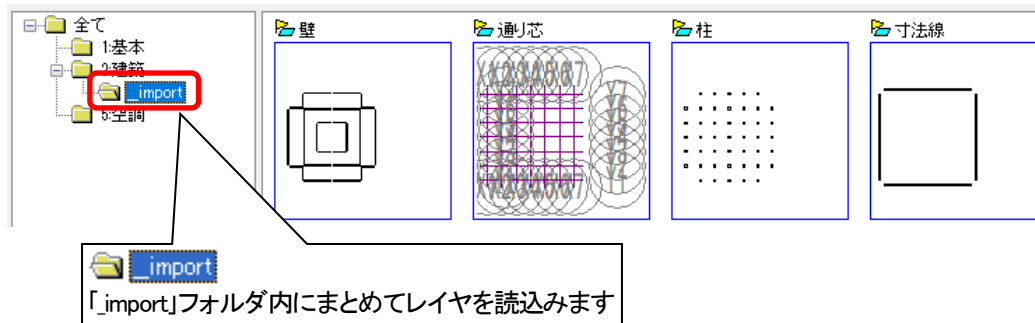 全て
1:基本
2:建築
_import
5:空調
壁
通り芯
柱
寸法線
_import
「_import」フォルダ内にまとめてレイヤを読込みます